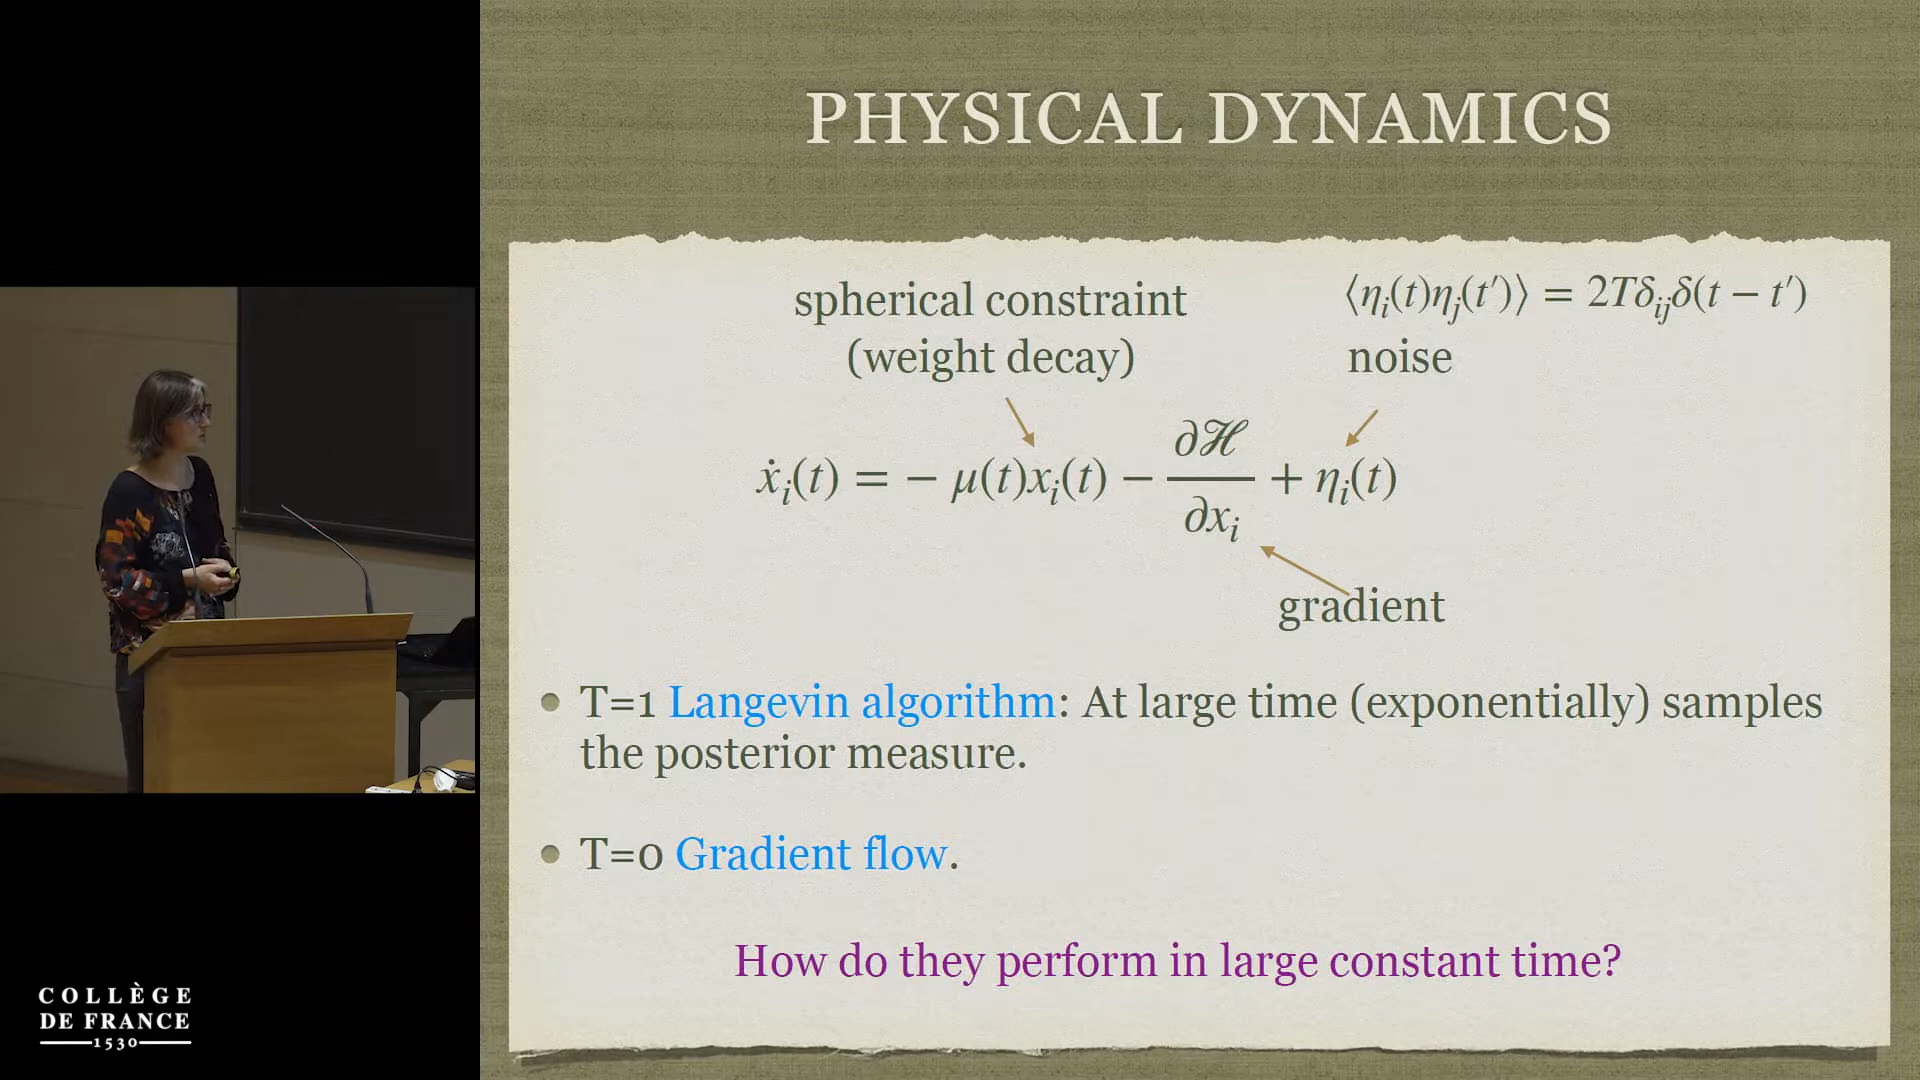 PHYSICAL DYNAMICS
spherical constraint
(weight decay)
⟨ηᵢ(t)ηⱼ(t′)⟩ = 2Tδᵢⱼδ(t − t′)
noise
ẋᵢ(t) = − μ(t)xᵢ(t) − ∂ℋ/∂xᵢ + ηᵢ(t)
gradient
• T=1 Langevin algorithm: At large time (exponentially) samples
the posterior measure.
• T=0 Gradient flow.
How do they perform in large constant time?
COLLÈGE
DE FRANCE
1530